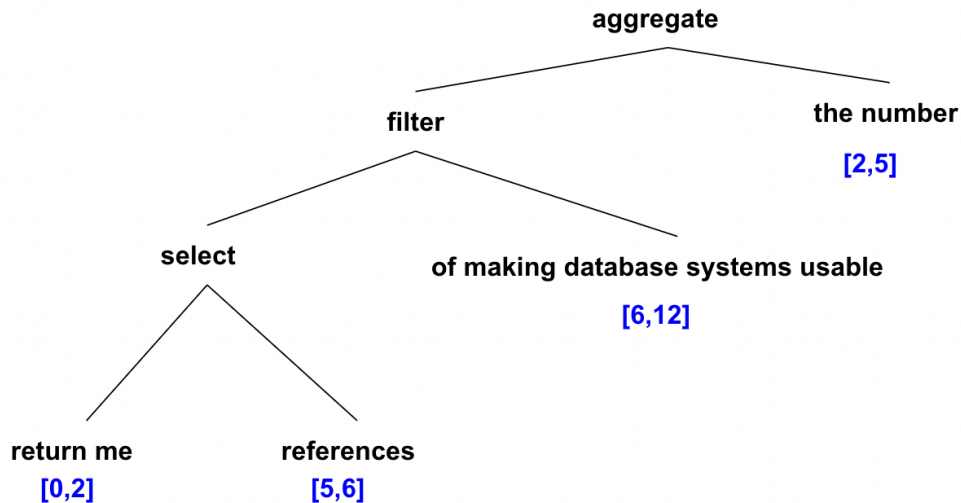 aggregate
filter
the number
[2,5]
select
of making database systems usable
[6,12]
return me
references
[0,2]
[5,6]